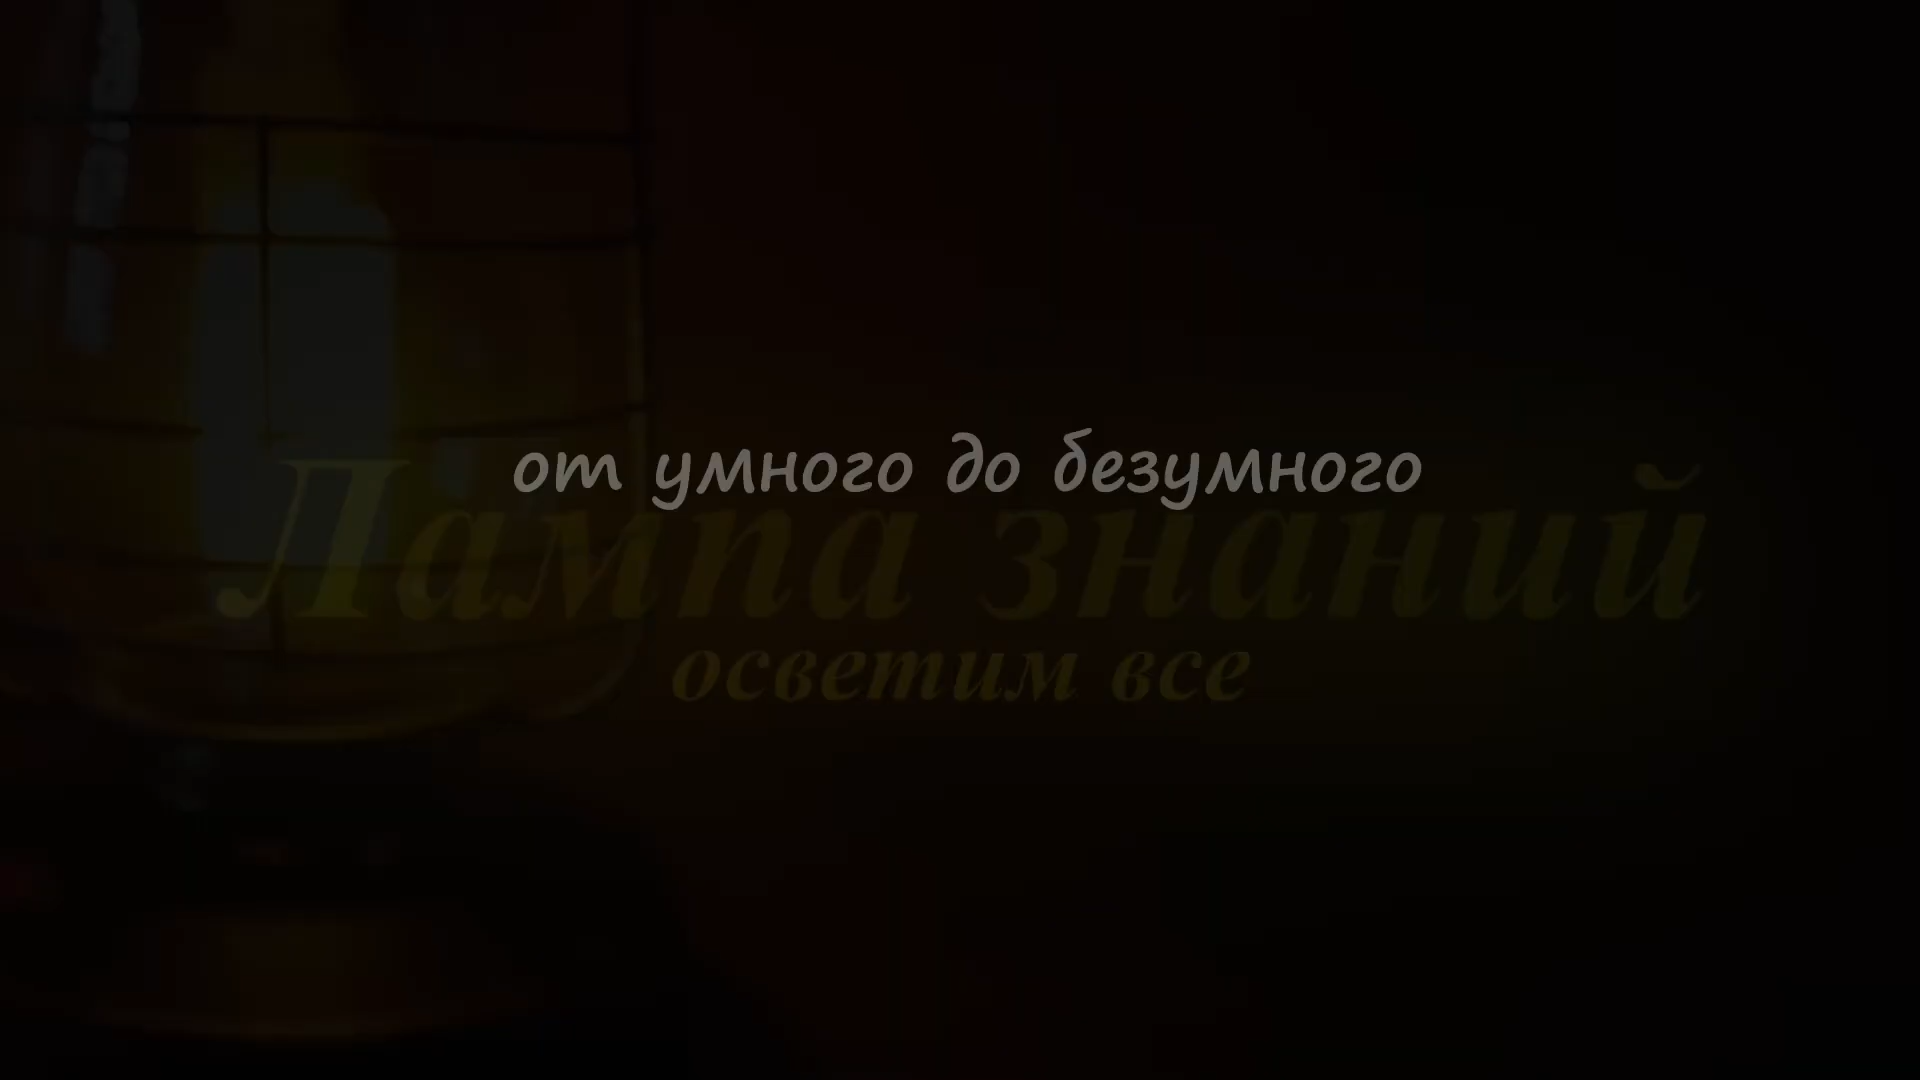 от умного до безумного
Лампа знаний
осветим все